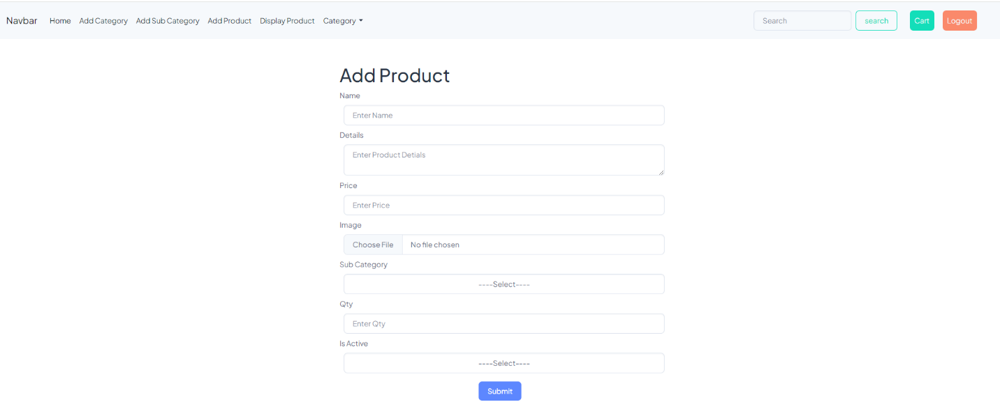 Navbar Home Add Category Add Sub Category Add Product Display Product Category Search search Cart Logout
Add Product
Name
Enter Name
Details
Enter Product Detials
Price
Enter Price
Image
Choose File No file chosen
Sub Category
----Select----
Qty
Enter Qty
Is Active
----Select----
Submit